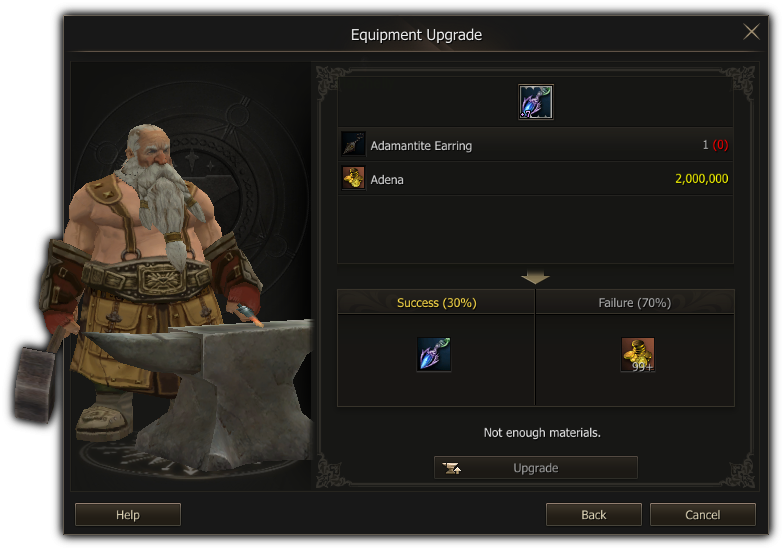 Equipment Upgrade
Adamantite Earring 1 (0)
Adena 2,000,000
Success (30%) Failure (70%)
99+
Not enough materials.
Upgrade
Help Back Cancel